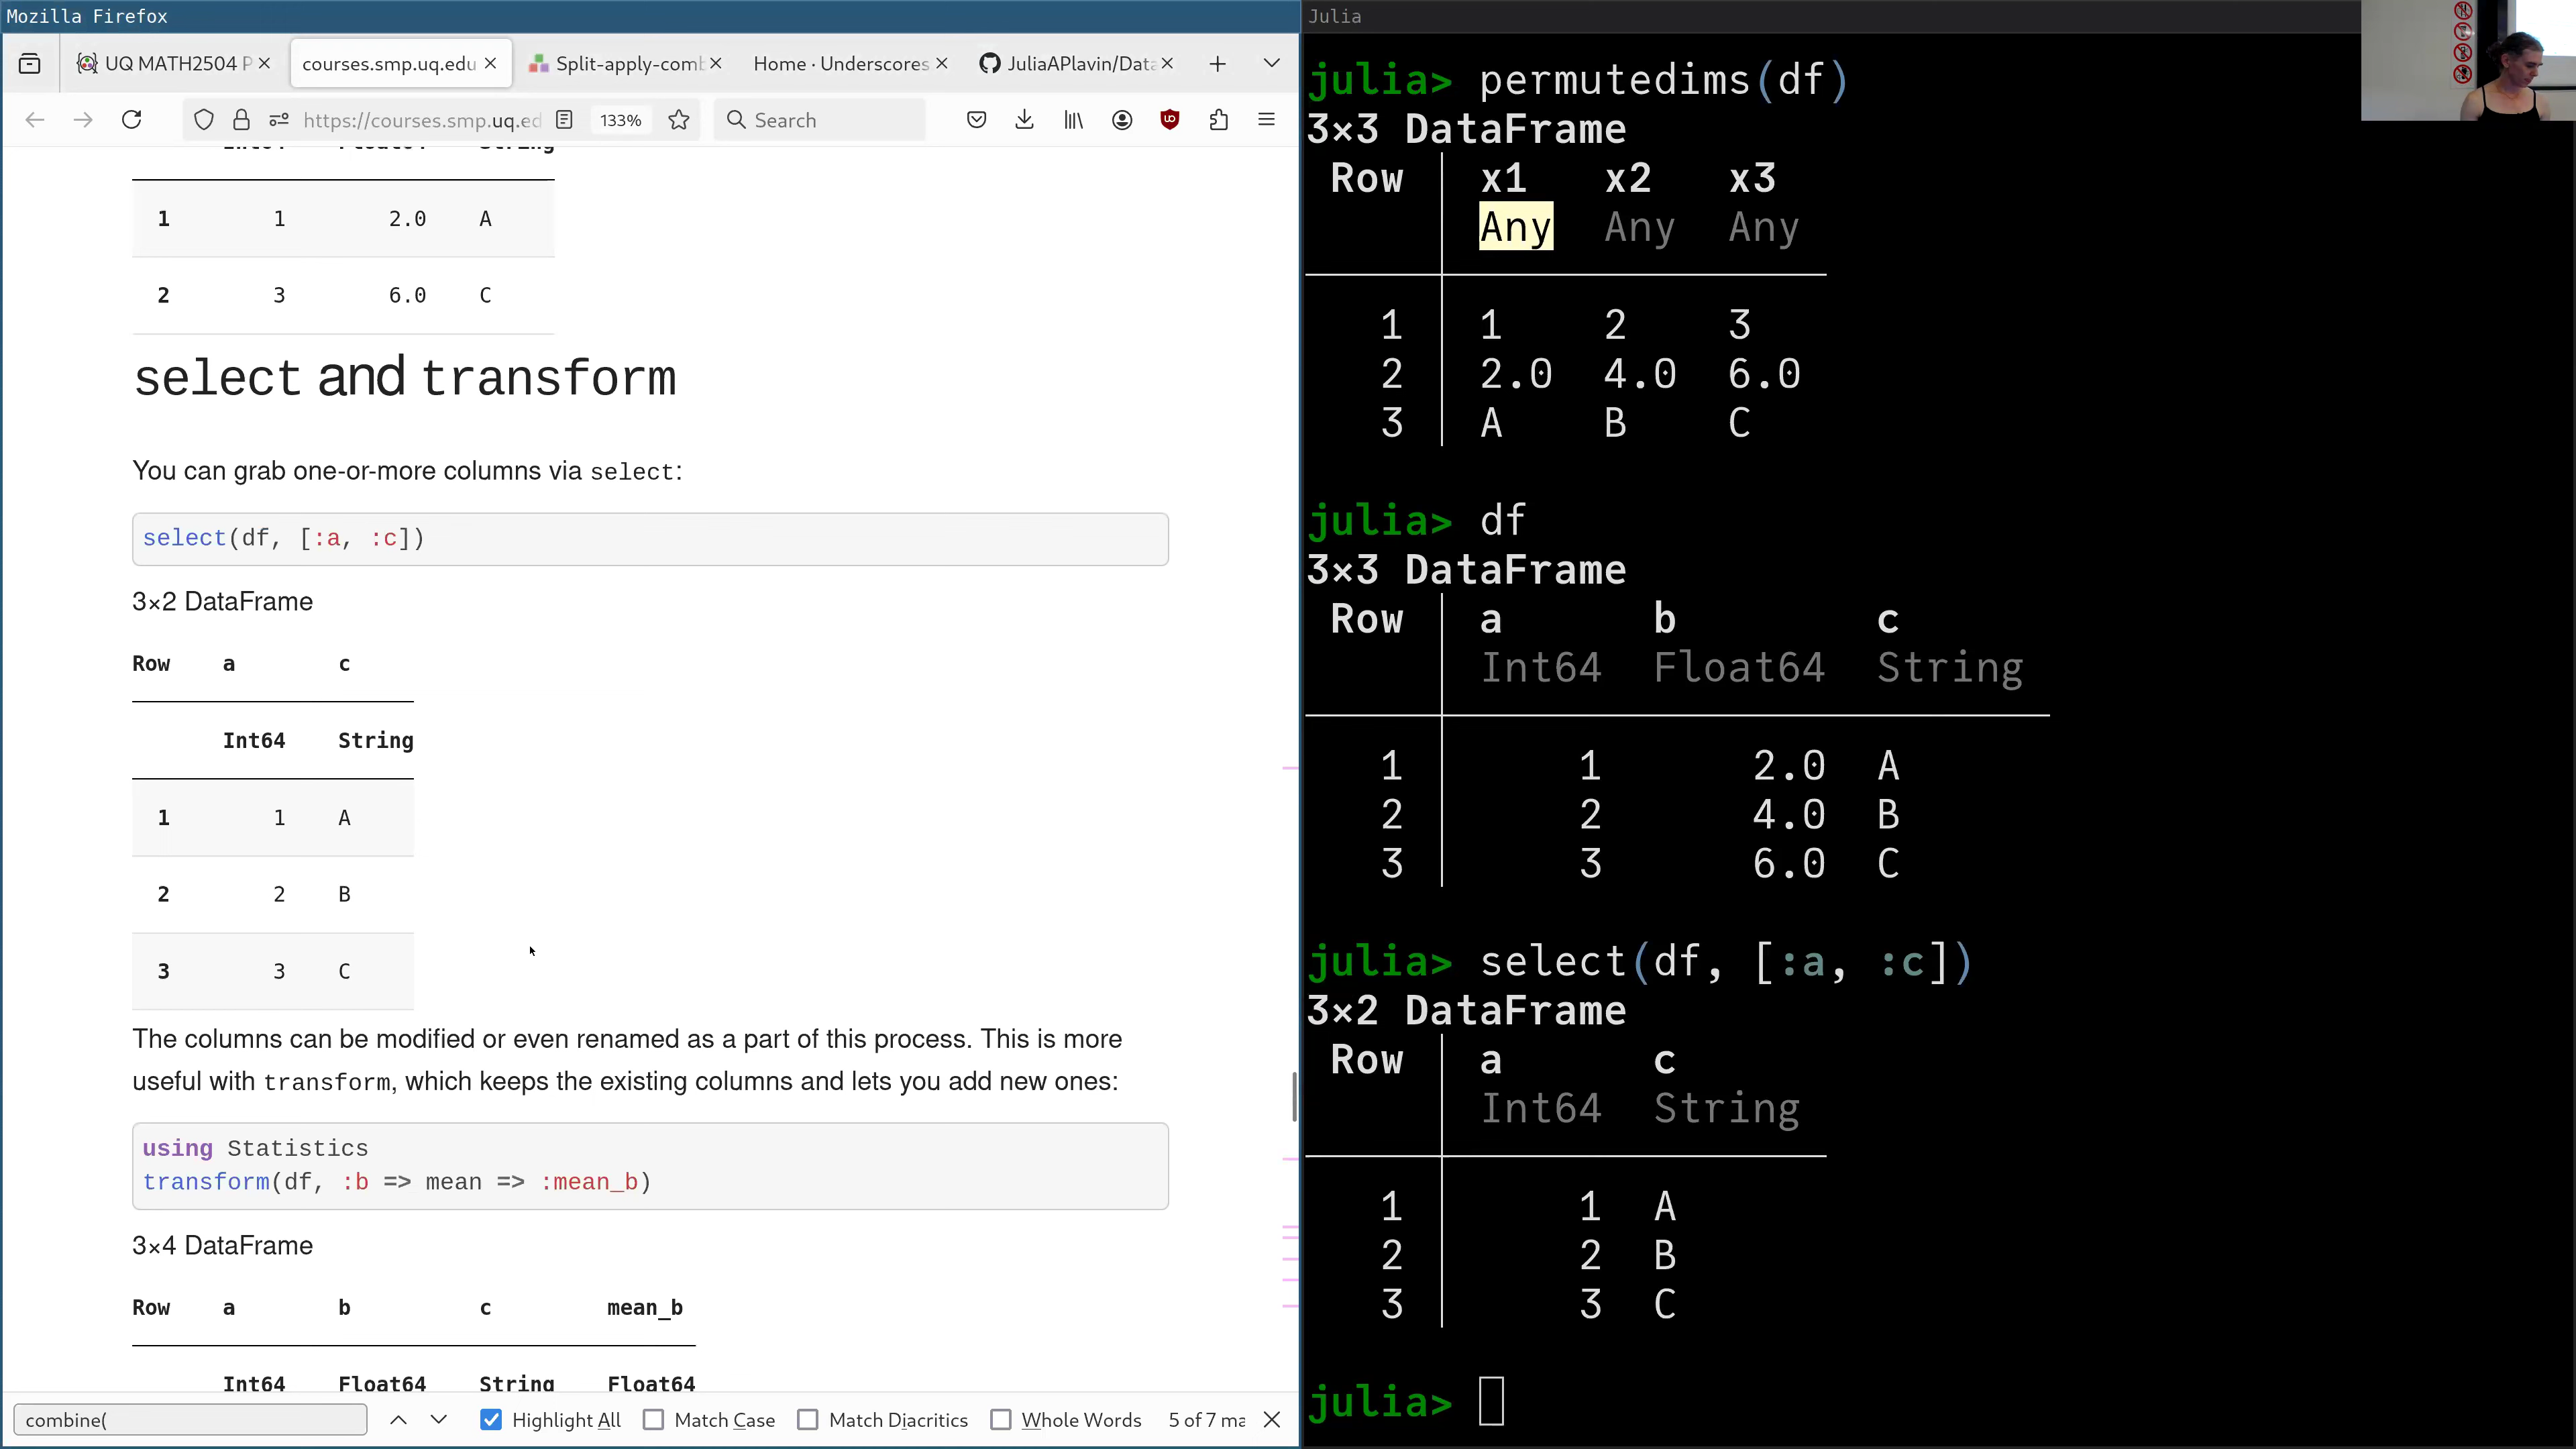 Mozilla Firefox
UQ MATH2504 P
courses.smp.uq.edu
Split-apply-comb
Home · Underscores
JuliaAPlavin/Data
https://courses.smp.uq.ed
133%
Search
1 1 2.0 A
2 3 6.0 C
select and transform
You can grab one-or-more columns via select:
select(df, [:a, :c])
3×2 DataFrame
Row a c
Int64 String
1 1 A
2 2 B
3 3 C
The columns can be modified or even renamed as a part of this process. This is more
useful with transform, which keeps the existing columns and lets you add new ones:
using Statistics
transform(df, :b => mean => :mean_b)
3×4 DataFrame
Row a b c mean_b
Int64 Float64 String Float64
combine(
Highlight All
Match Case
Match Diacritics
Whole Words
5 of 7 ma
Julia
julia> permutedims(df)
3×3 DataFrame
Row x1 x2 x3
Any Any Any
1 1 2 3
2 2.0 4.0 6.0
3 A B C
julia> df
3×3 DataFrame
Row a b c
Int64 Float64 String
1 1 2.0 A
2 2 4.0 B
3 3 6.0 C
julia> select(df, [:a, :c])
3×2 DataFrame
Row a c
Int64 String
1 1 A
2 2 B
3 3 C
julia>